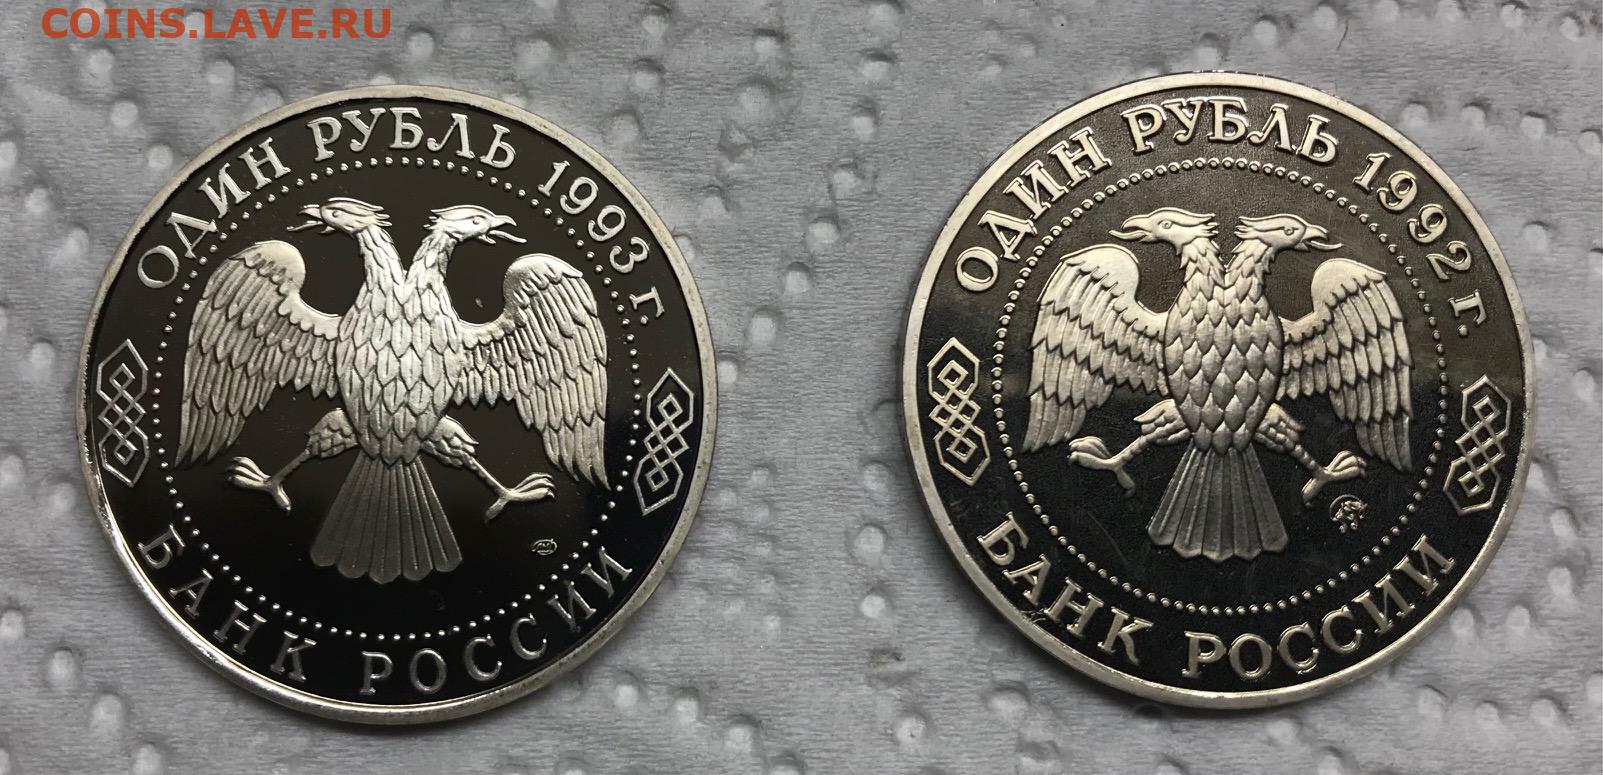 COINS.LAVE.RU
ОДИН РУБЛЬ 1993 г.
БАНК РОССИИ
ОДИН РУБЛЬ 1992 г.
БАНК РОССИИ